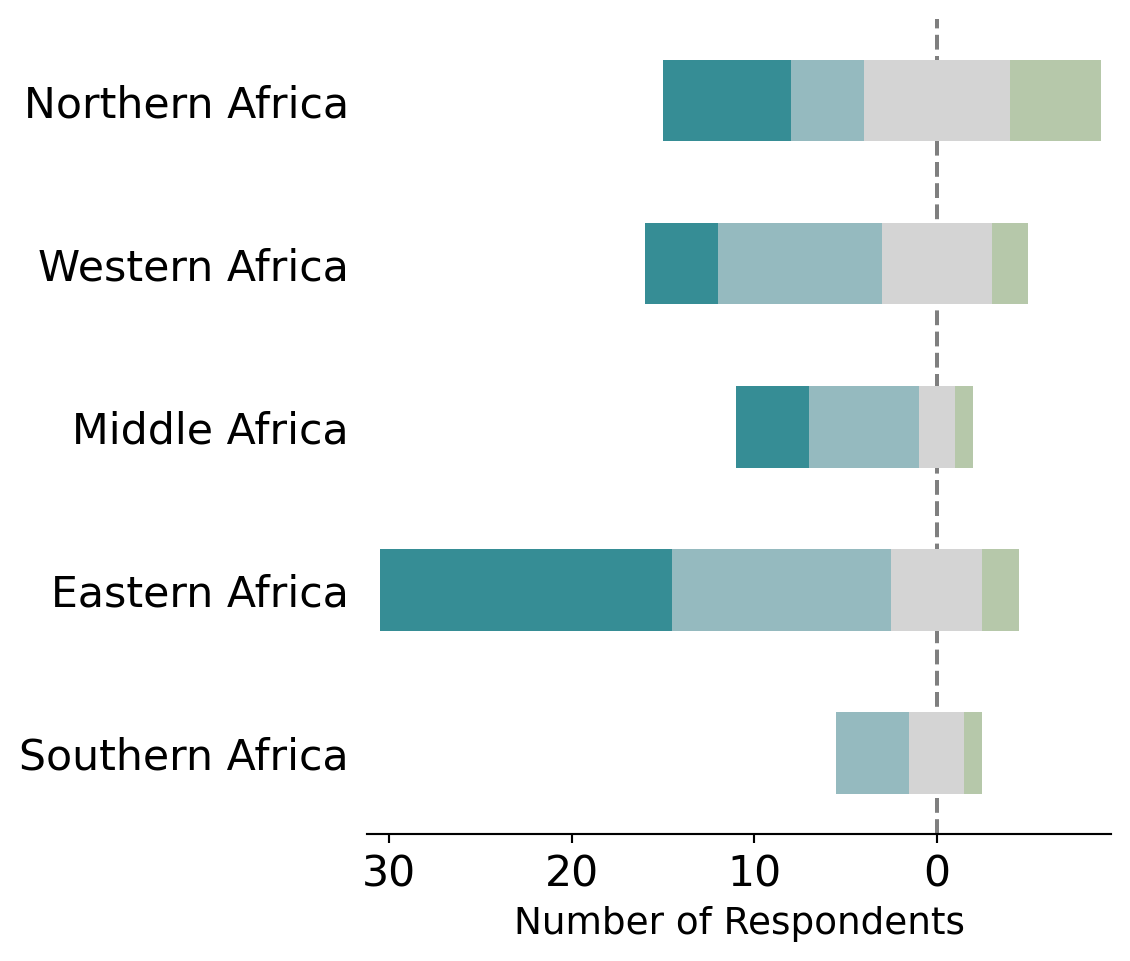 Northern Africa
Western Africa
Middle Africa
Eastern Africa
Southern Africa
30 20 10 0
Number of Respondents